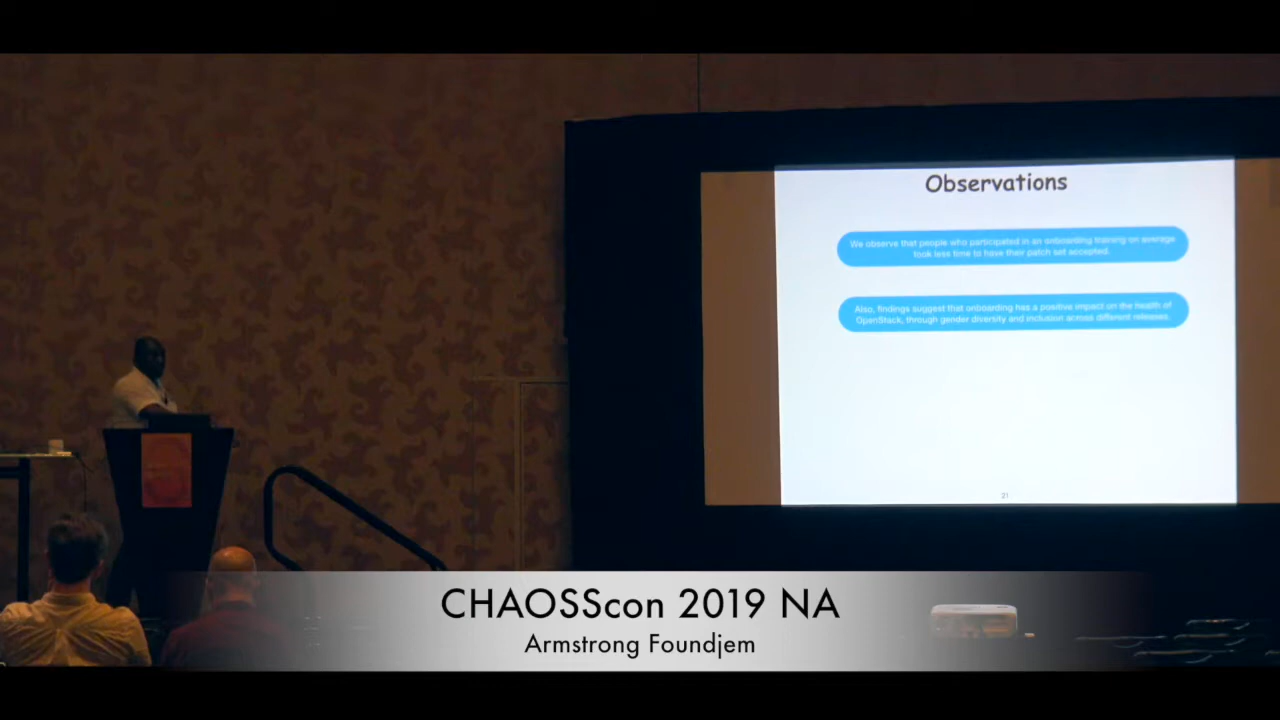 Observations
We observe that people who participated in an onboarding training on average
took less time to have their patch set accepted.
Also, findings suggest that onboarding has a positive impact on the health of
OpenStack, through gender diversity and inclusion across different releases.
21
CHAOSScon 2019 NA
Armstrong Foundjem